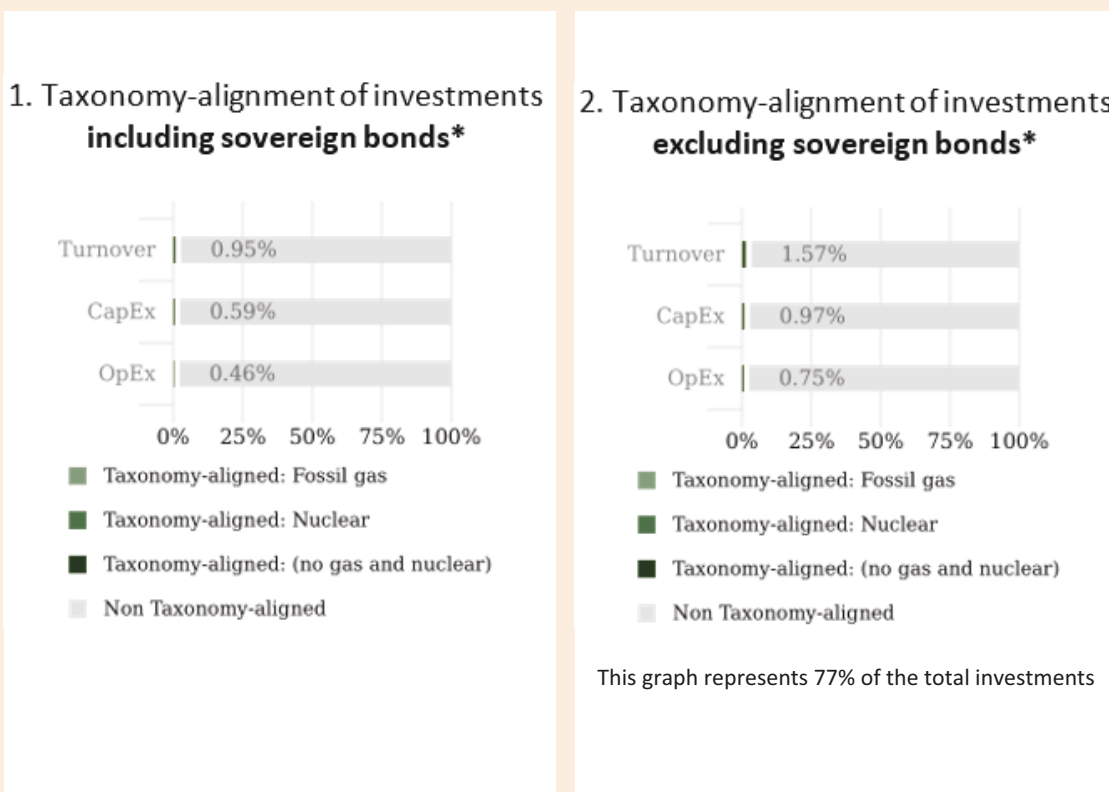 1. Taxonomy-alignment of investments
including sovereign bonds*
Turnover 0.95%
CapEx 0.59%
OpEx 0.46%
0% 25% 50% 75% 100%
Taxonomy-aligned: Fossil gas
Taxonomy-aligned: Nuclear
Taxonomy-aligned: (no gas and nuclear)
Non Taxonomy-aligned
2. Taxonomy-alignment of investments
excluding sovereign bonds*
Turnover 1.57%
CapEx 0.97%
OpEx 0.75%
0% 25% 50% 75% 100%
Taxonomy-aligned: Fossil gas
Taxonomy-aligned: Nuclear
Taxonomy-aligned: (no gas and nuclear)
Non Taxonomy-aligned
This graph represents 77% of the total investments